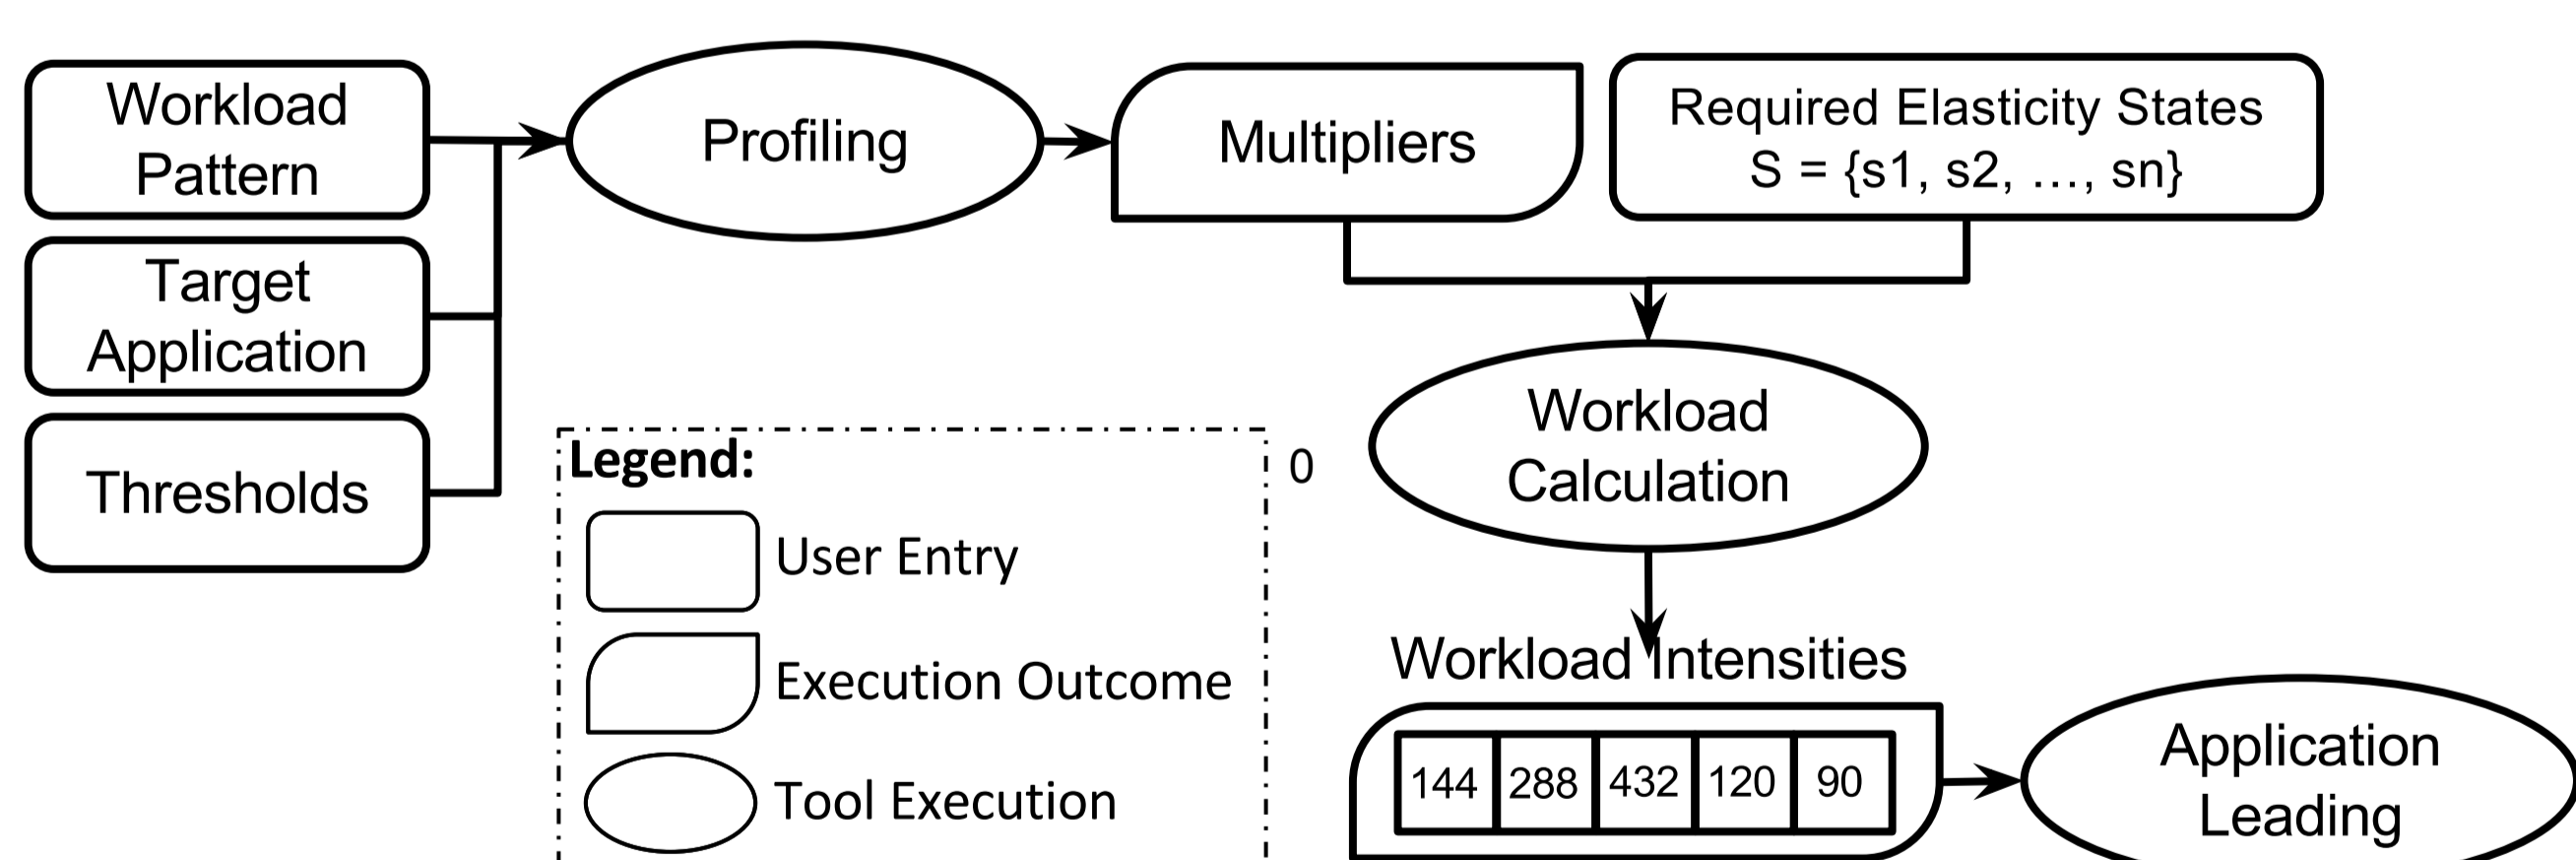 Workload
Pattern
Target
Application
Thresholds
Profiling
Multipliers
Required Elasticity States
S = {s1, s2, ..., sn}
Workload
Calculation
0
Legend:
User Entry
Execution Outcome
Tool Execution
Workload Intensities
144 288 432 120 90
Application
Leading